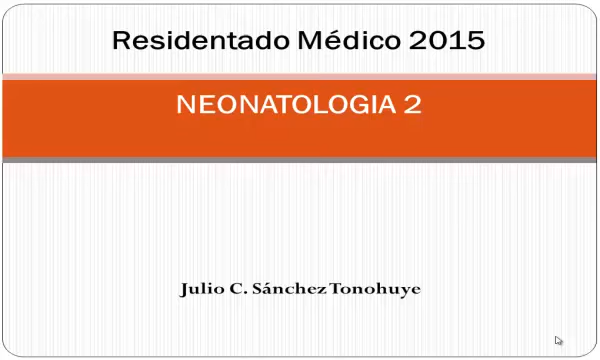 Residentado Médico 2015
NEONATOLOGIA 2
Julio C. Sánchez Tonohuye